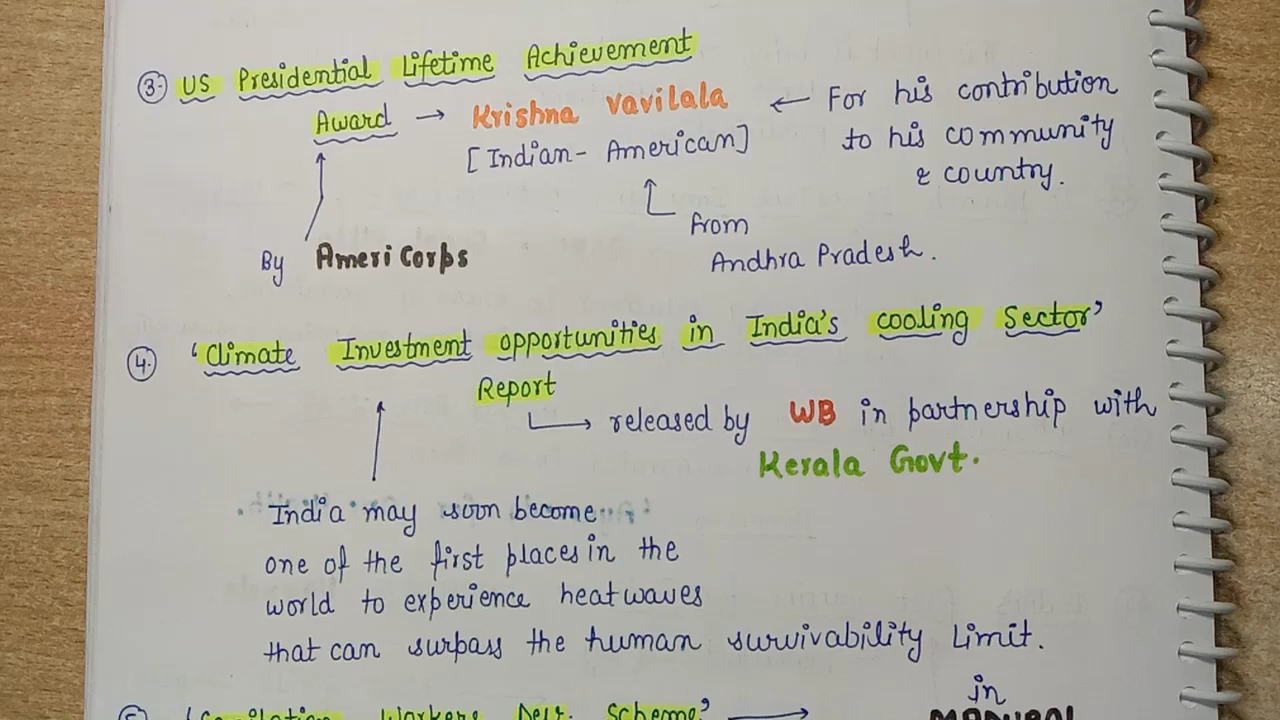 3. US Presidential Lifetime Achievement
Award → Krishna Vavilala ← For his contribution
[Indian-American] to his community
& country.
from
By AmeriCorps Andhra Pradesh.
4. 'Climate Investment opportunities in India's cooling Sector'
Report
released by WB in partnership with
Kerala Govt.
India may soon become
one of the first places in the
world to experience heatwaves
that can surpass the human survivability Limit.
in
Workers Scheme' →